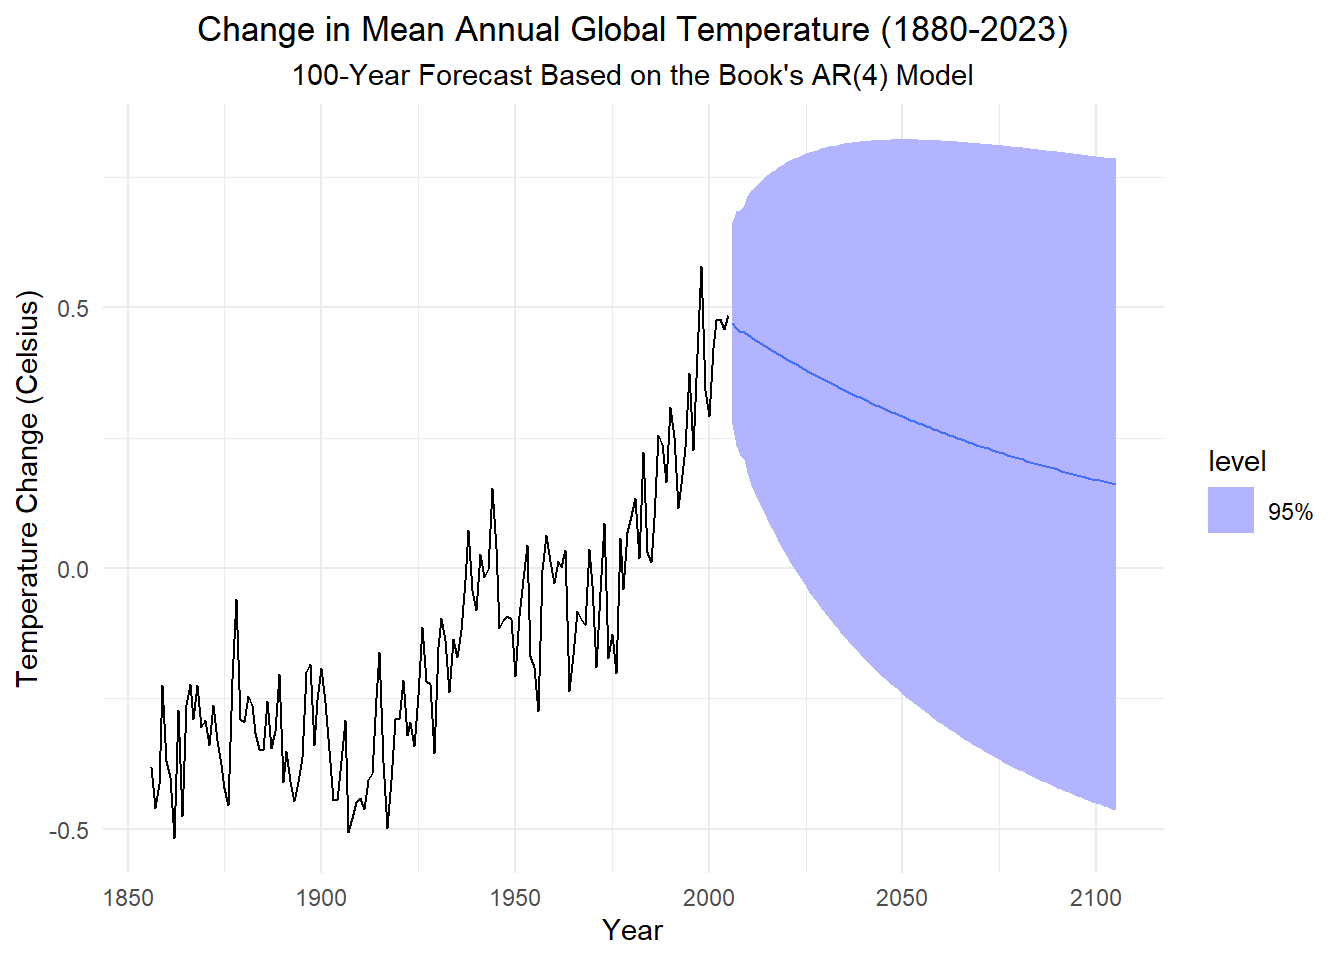 Change in Mean Annual Global Temperature (1880-2023)
100-Year Forecast Based on the Book's AR(4) Model
Temperature Change (Celsius)
0.5
0.0
-0.5
1850
1900
1950
2000
2050
2100
Year
level
95%